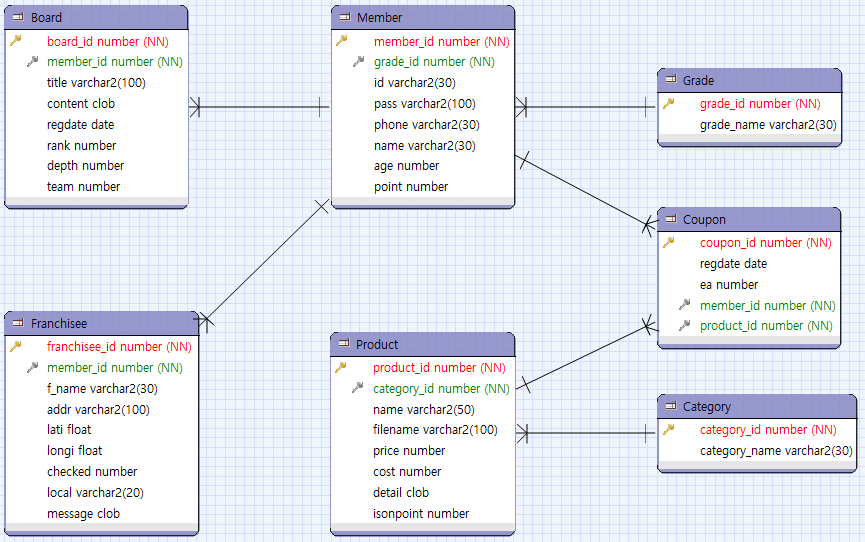 Board
board_id number (NN)
member_id number (NN)
title varchar2(100)
content clob
regdate date
rank number
depth number
team number
Member
member_id number (NN)
grade_id number (NN)
id varchar2(30)
pass varchar2(100)
phone varchar2(30)
name varchar2(30)
age number
point number
Grade
grade_id number (NN)
grade_name varchar2(30)
Coupon
coupon_id number (NN)
regdate date
ea number
member_id number (NN)
product_id number (NN)
Franchisee
franchisee_id number (NN)
member_id number (NN)
f_name varchar2(30)
addr varchar2(100)
lati float
longi float
checked number
local varchar2(20)
message clob
Product
product_id number (NN)
category_id number (NN)
name varchar2(50)
filename varchar2(100)
price number
cost number
detail clob
isonpoint number
Category
category_id number (NN)
category_name varchar2(30)